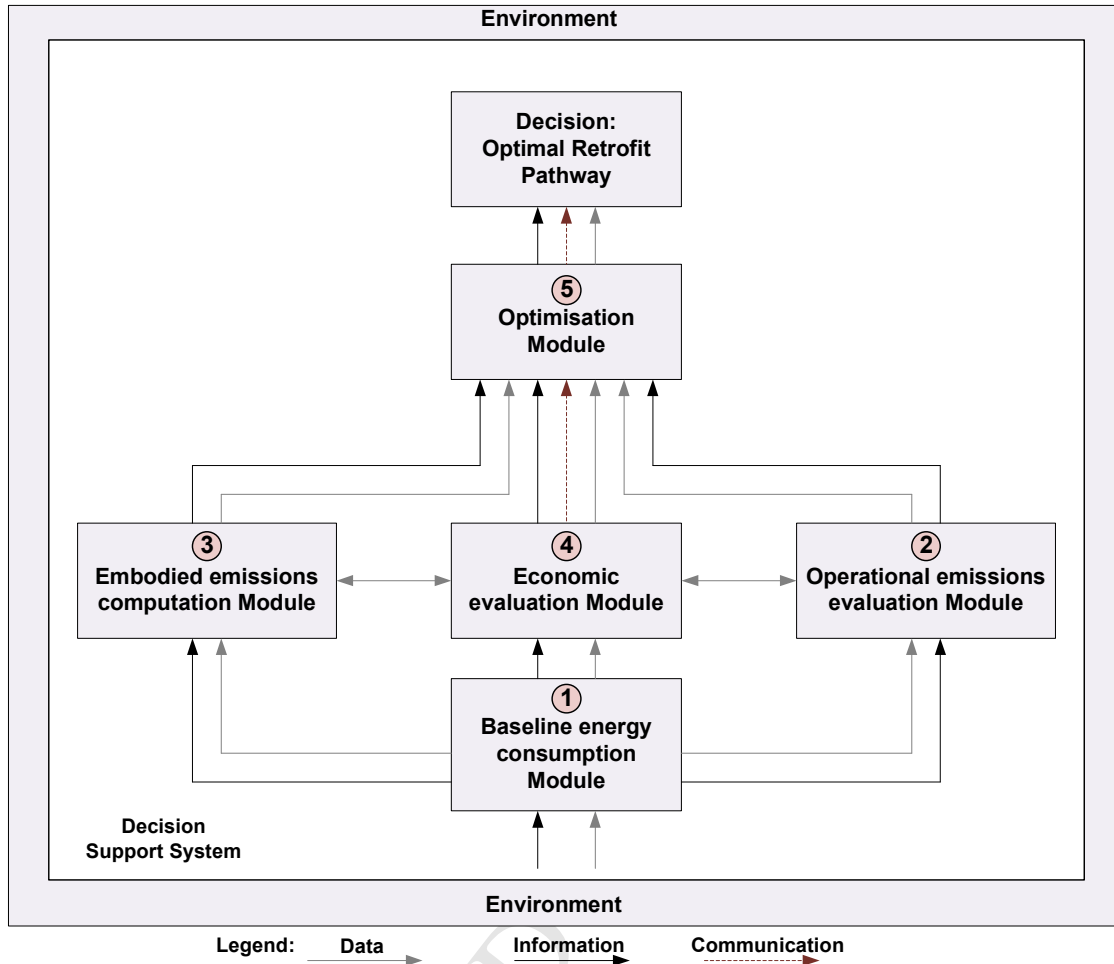 Environment
Decision:
Optimal Retrofit
Pathway
5
Optimisation
Module
3
Embodied emissions
computation Module
4
Economic
evaluation Module
2
Operational emissions
evaluation Module
1
Baseline energy
consumption
Module
Decision
Support System
Environment
Legend: Data Information Communication